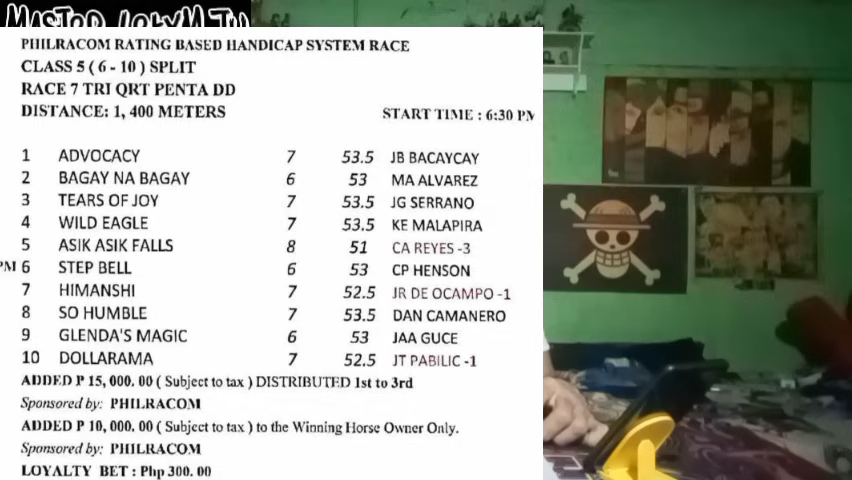 PHILRACOM RATING BASED HANDICAP SYSTEM RACE
CLASS 5 ( 6 - 10 ) SPLIT
RACE 7 TRI QRT PENTA DD
DISTANCE: 1, 400 METERS START TIME : 6:30 PM
1 ADVOCACY 7 53.5 JB BACAYCAY
2 BAGAY NA BAGAY 6 53 MA ALVAREZ
3 TEARS OF JOY 7 53.5 JG SERRANO
4 WILD EAGLE 7 53.5 KE MALAPIRA
5 ASIK ASIK FALLS 8 51 CA REYES -3
PM 6 STEP BELL 6 53 CP HENSON
7 HIMANSHI 7 52.5 JR DE OCAMPO -1
8 SO HUMBLE 7 53.5 DAN CAMANERO
9 GLENDA'S MAGIC 6 53 JAA GUCE
10 DOLLARAMA 7 52.5 JT PABILIC -1
ADDED P 15, 000. 00 ( Subject to tax ) DISTRIBUTED 1st to 3rd
Sponsored by: PHILRACOM
ADDED P 10, 000. 00 ( Subject to tax ) to the Winning Horse Owner Only.
Sponsored by: PHILRACOM
LOYALTY BET : Php 300. 00